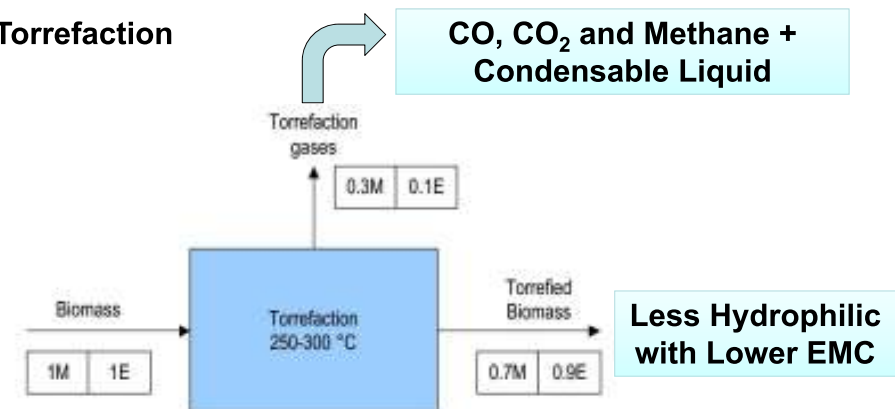 Torrefaction
CO, CO₂ and Methane +
Condensable Liquid
Torrefaction
gases
0.3M 0.1E
Biomass
1M 1E
Torrefaction
250-300 °C
Torrefied
Biomass
0.7M 0.9E
Less Hydrophilic
with Lower EMC